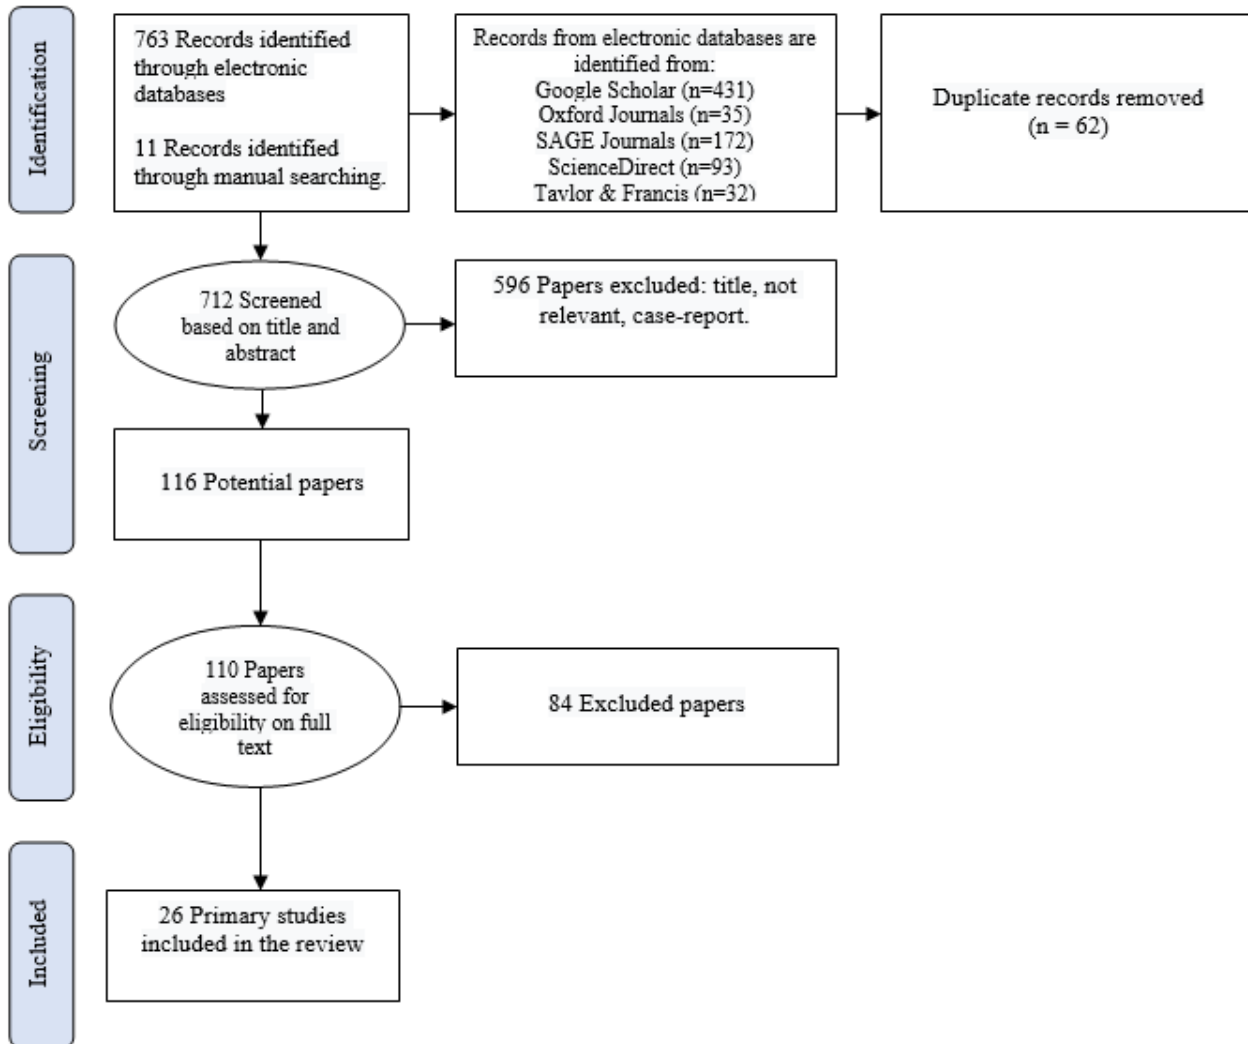 Identification
763 Records identified
through electronic
databases
11 Records identified
through manual searching.
Records from electronic databases are
identified from:
Google Scholar (n=431)
Oxford Journals (n=35)
SAGE Journals (n=172)
ScienceDirect (n=93)
Taylor & Francis (n=32)
Duplicate records removed
(n = 62)
Screening
712 Screened
based on title and
abstract
596 Papers excluded: title, not
relevant, case-report.
116 Potential papers
Eligibility
110 Papers
assessed for
eligibility on full
text
84 Excluded papers
Included
26 Primary studies
included in the review